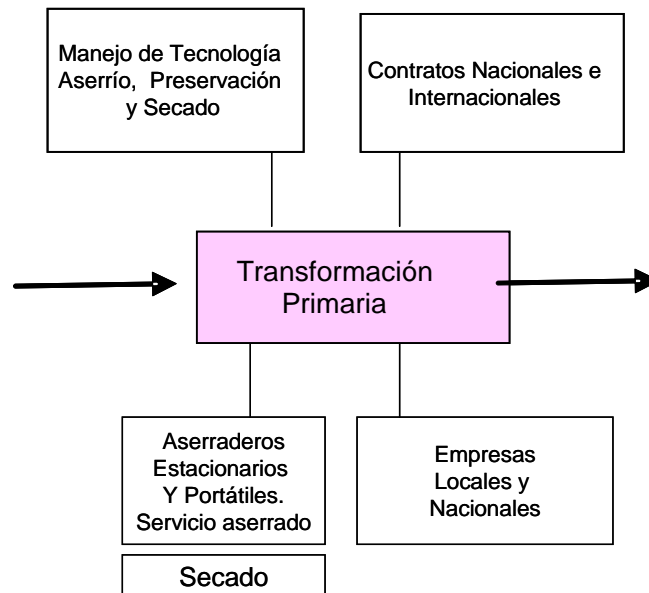 Manejo de Tecnología
Aserrío, Preservación
y Secado
Contratos Nacionales e
Internacionales
Transformación
Primaria
Aserraderos
Estacionarios
Y Portátiles.
Servicio aserrado
Empresas
Locales y
Nacionales
Secado